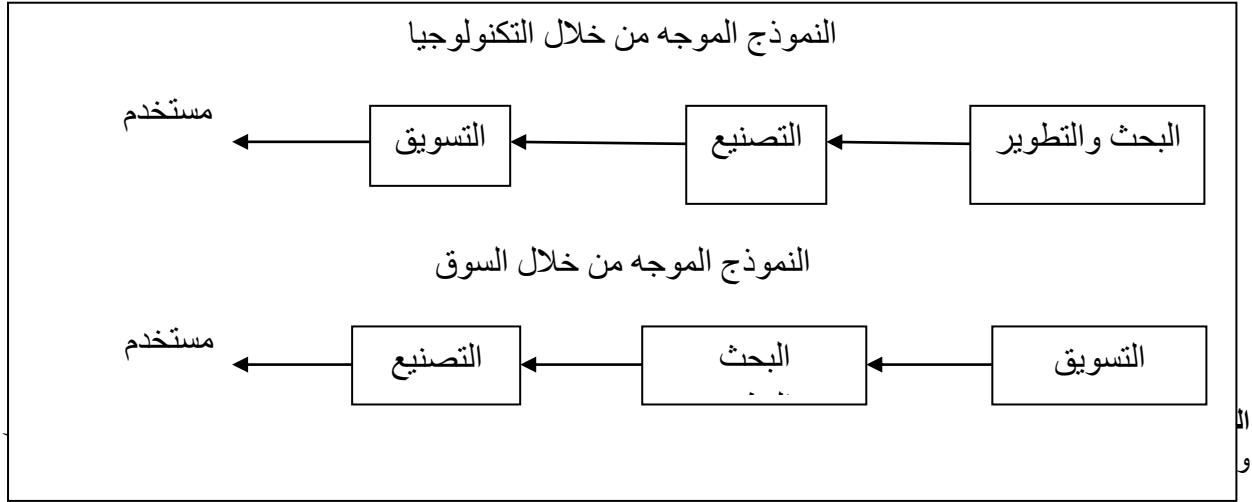 النموذج الموجه من خلال التكنولوجيا
البحث والتطوير
التصنيع
التسويق
مستخدم
النموذج الموجه من خلال السوق
التسويق
البحث
التصنيع
مستخدم